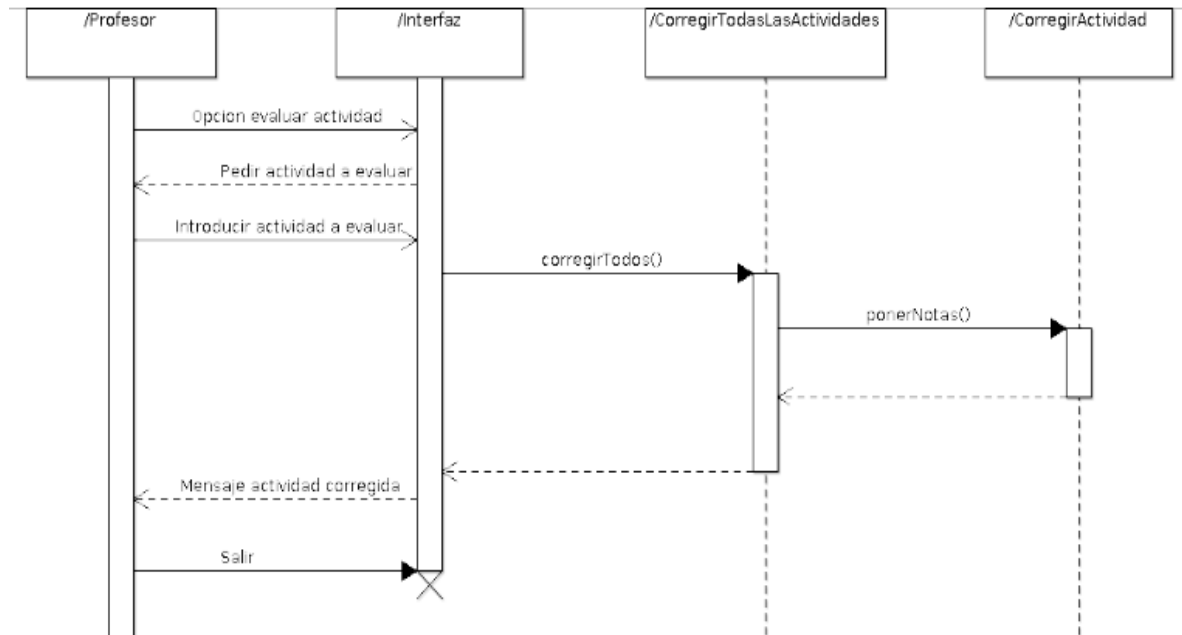 /Profesor
/Interfaz
/CorregirTodasLasActividades
/CorregirActividad
Opcion evaluar actividad
Pedir actividad a evaluar
Introducir actividad a evaluar
corregirTodos()
ponerNotas()
Mensaje actividad corregida
Salir